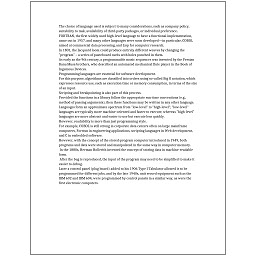 The choice of language used is subject to many considerations, such as company policy,
suitability to task, availability of third-party packages, or individual preference.
FORTRAN, the first widely used high-level language to have a functional implementation,
came out in 1957, and many other languages were soon developed—in particular, COBOL
aimed at commercial data processing, and Lisp for computer research.
In 1801, the Jacquard loom could produce entirely different weaves by changing the
"program" - a series of pasteboard cards with holes punched in them.
As early as the 9th century, a programmable music sequencer was invented by the Persian
Banu Musa brothers, who described an automated mechanical flute player in the Book of
Ingenious Devices.
Programming languages are essential for software development.
For this purpose, algorithms are classified into orders using so-called Big O notation, which
expresses resource use, such as execution time or memory consumption, in terms of the size
of an input.
Scripting and breakpointing is also part of this process.
Provided the functions in a library follow the appropriate run-time conventions (e.g.,
method of passing arguments), then these functions may be written in any other language.
Languages form an approximate spectrum from "low-level" to "high-level"; "low-level"
languages are typically more machine-oriented and faster to execute, whereas "high-level"
languages are more abstract and easier to use but execute less quickly.
However, readability is more than just programming style.
For example, COBOL is still strong in corporate data centers often on large mainframe
computers, Fortran in engineering applications, scripting languages in Web development,
and C in embedded software.
However, with the concept of the stored-program computer introduced in 1949, both
programs and data were stored and manipulated in the same way in computer memory.
In the 1880s, Herman Hollerith invented the concept of storing data in machine-readable
form.
After the bug is reproduced, the input of the program may need to be simplified to make it
easier to debug.
Later a control panel (plug board) added to his 1906 Type I Tabulator allowed it to be
programmed for different jobs, and by the late 1940s, unit record equipment such as the
IBM 602 and IBM 604, were programmed by control panels in a similar way, as were the
first electronic computers.